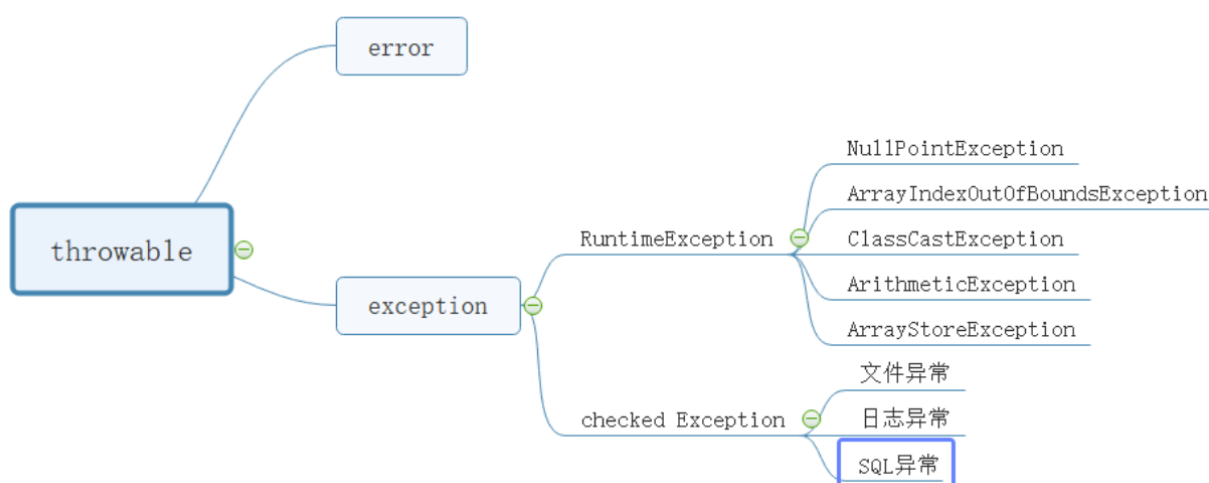 error
throwable
exception
RuntimeException
NullPointException
ArrayIndexOutOfBoundsException
ClassCastException
ArithmeticException
ArrayStoreException
checked Exception
文件异常
日志异常
SQL异常